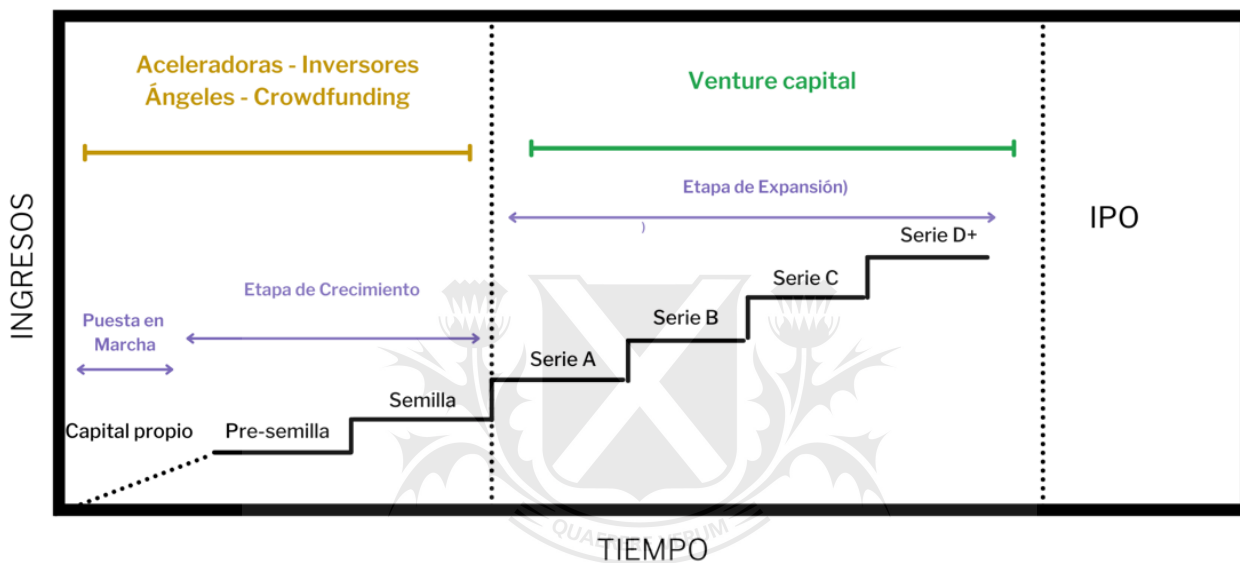 Aceleradoras - Inversores
Ángeles - Crowdfunding
Venture capital
Etapa de Expansión)
)
IPO
Serie D+
Serie C
Etapa de Crecimiento
Serie B
Puesta en
Marcha
Serie A
Semilla
Capital propio
Pre-semilla
INGRESOS
TIEMPO